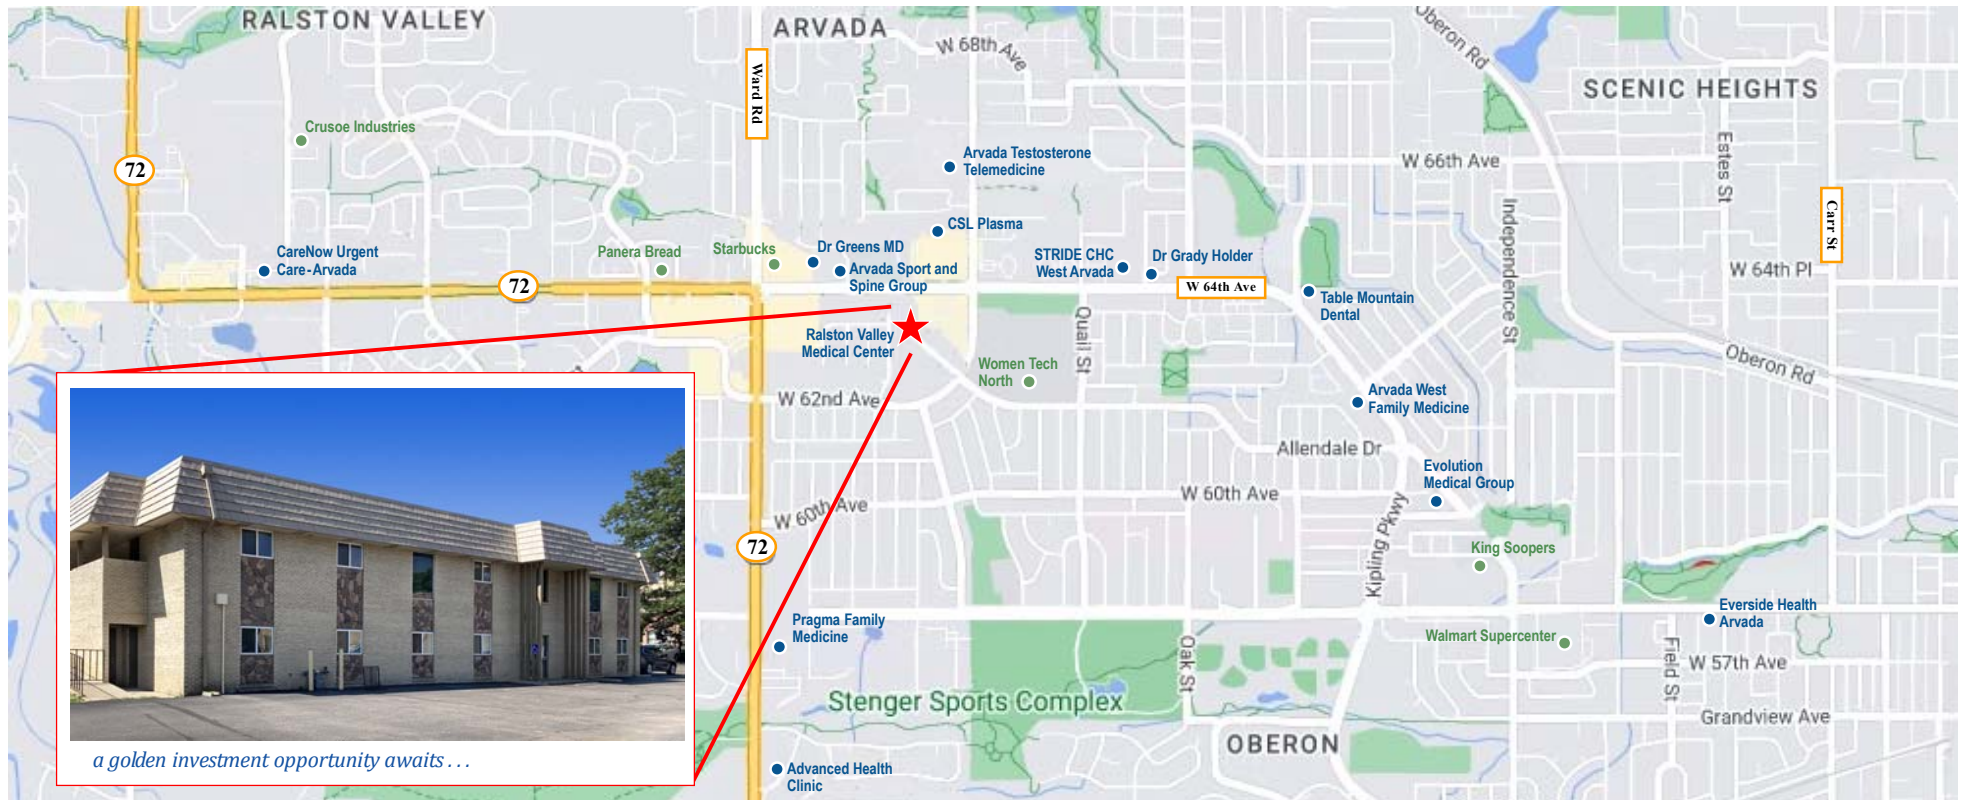 RALSTON VALLEY
ARVADA
W 68th Ave
Oberon Rd
SCENIC HEIGHTS
Ward Rd
Crusoe Industries
72
Arvada Testosterone
Telemedicine
W 66th Ave
Estes St
Independence St
Carr St
CSL Plasma
CareNow Urgent
Care-Arvada
Panera Bread
Starbucks
Dr Greens MD
Arvada Sport and
Spine Group
STRIDE CHC
West Arvada
Dr Grady Holder
W 64th Pl
72
W 64th Ave
Table Mountain
Dental
Ralston Valley
Medical Center
Quail St
Women Tech
North
Oberon Rd
W 62nd Ave
Arvada West
Family Medicine
Allendale Dr
Evolution
Medical Group
W 60th Ave
W 60th Ave
72
Kipling Pkwy
King Soopers
Pragma Family
Medicine
Everside Health
Arvada
Walmart Supercenter
Oak St
Field St
W 57th Ave
Stenger Sports Complex
Grandview Ave
OBERON
a golden investment opportunity awaits . . .
Advanced Health
Clinic